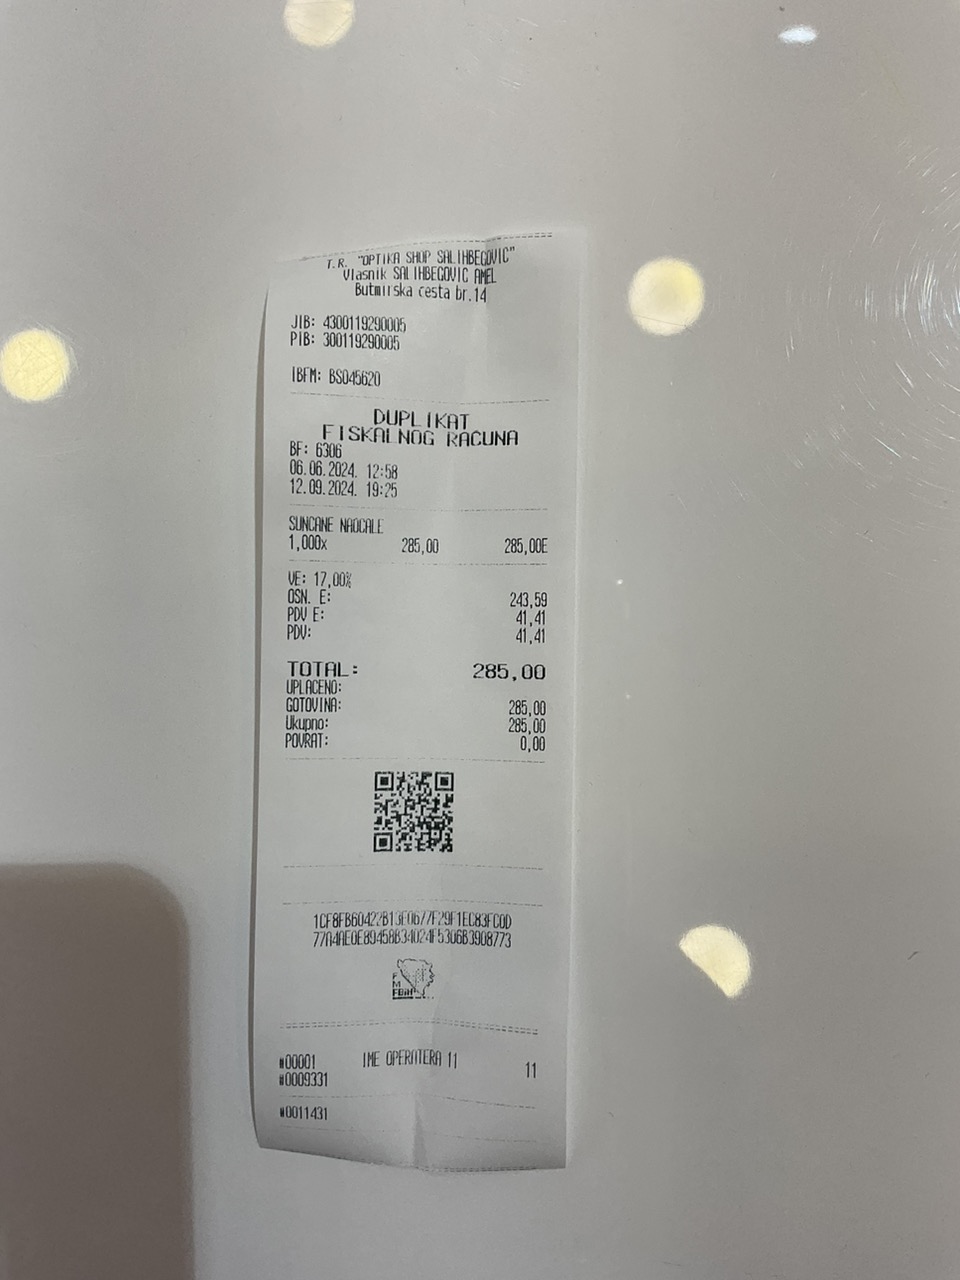 T.R. "OPTIKA SHOP SALIHBEGOVIC"
Vlasnik SALIHBEGOVIC AMEL
Butmirska cesta br.14
JIB: 4300119290005
PIB: 300119290005
IBFM: BS045620
DUPLIKAT
FISKALNOG RACUNA
BF: 6306
06.06.2024. 12:58
12.09.2024. 19:25
SUNCANE NAOCALE
1,000x 285,00 285,00E
VE: 17,00%
OSN. E: 243,59
PDV E: 41,41
PDV: 41,41
TOTAL: 285,00
UPLACENO:
GOTOVINA: 285,00
Ukupno: 285,00
POVRAT: 0,00
FM
FBiH
#00001 IME OPERATERA 11 11
#0009331
#0011431